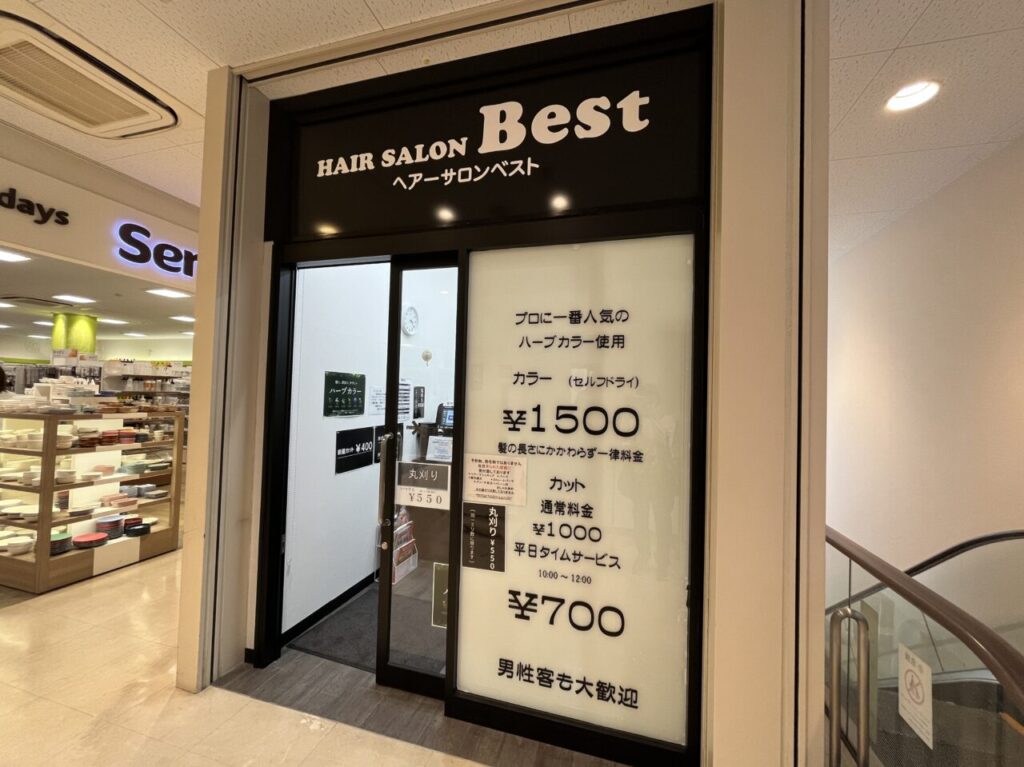 HAIR SALON Best
ヘアーサロンベスト
days
Ser
プロに一番人気の
ハーブカラー使用
カラー （セルフドライ）
¥1500
髪の長さにかかわらず一律料金
カット
通常料金
¥1000
平日タイムサービス
10:00～12:00
¥700
男性客も大歓迎
ハーブカラー
前髪カット ¥400
丸刈り
¥550
丸刈り ¥550